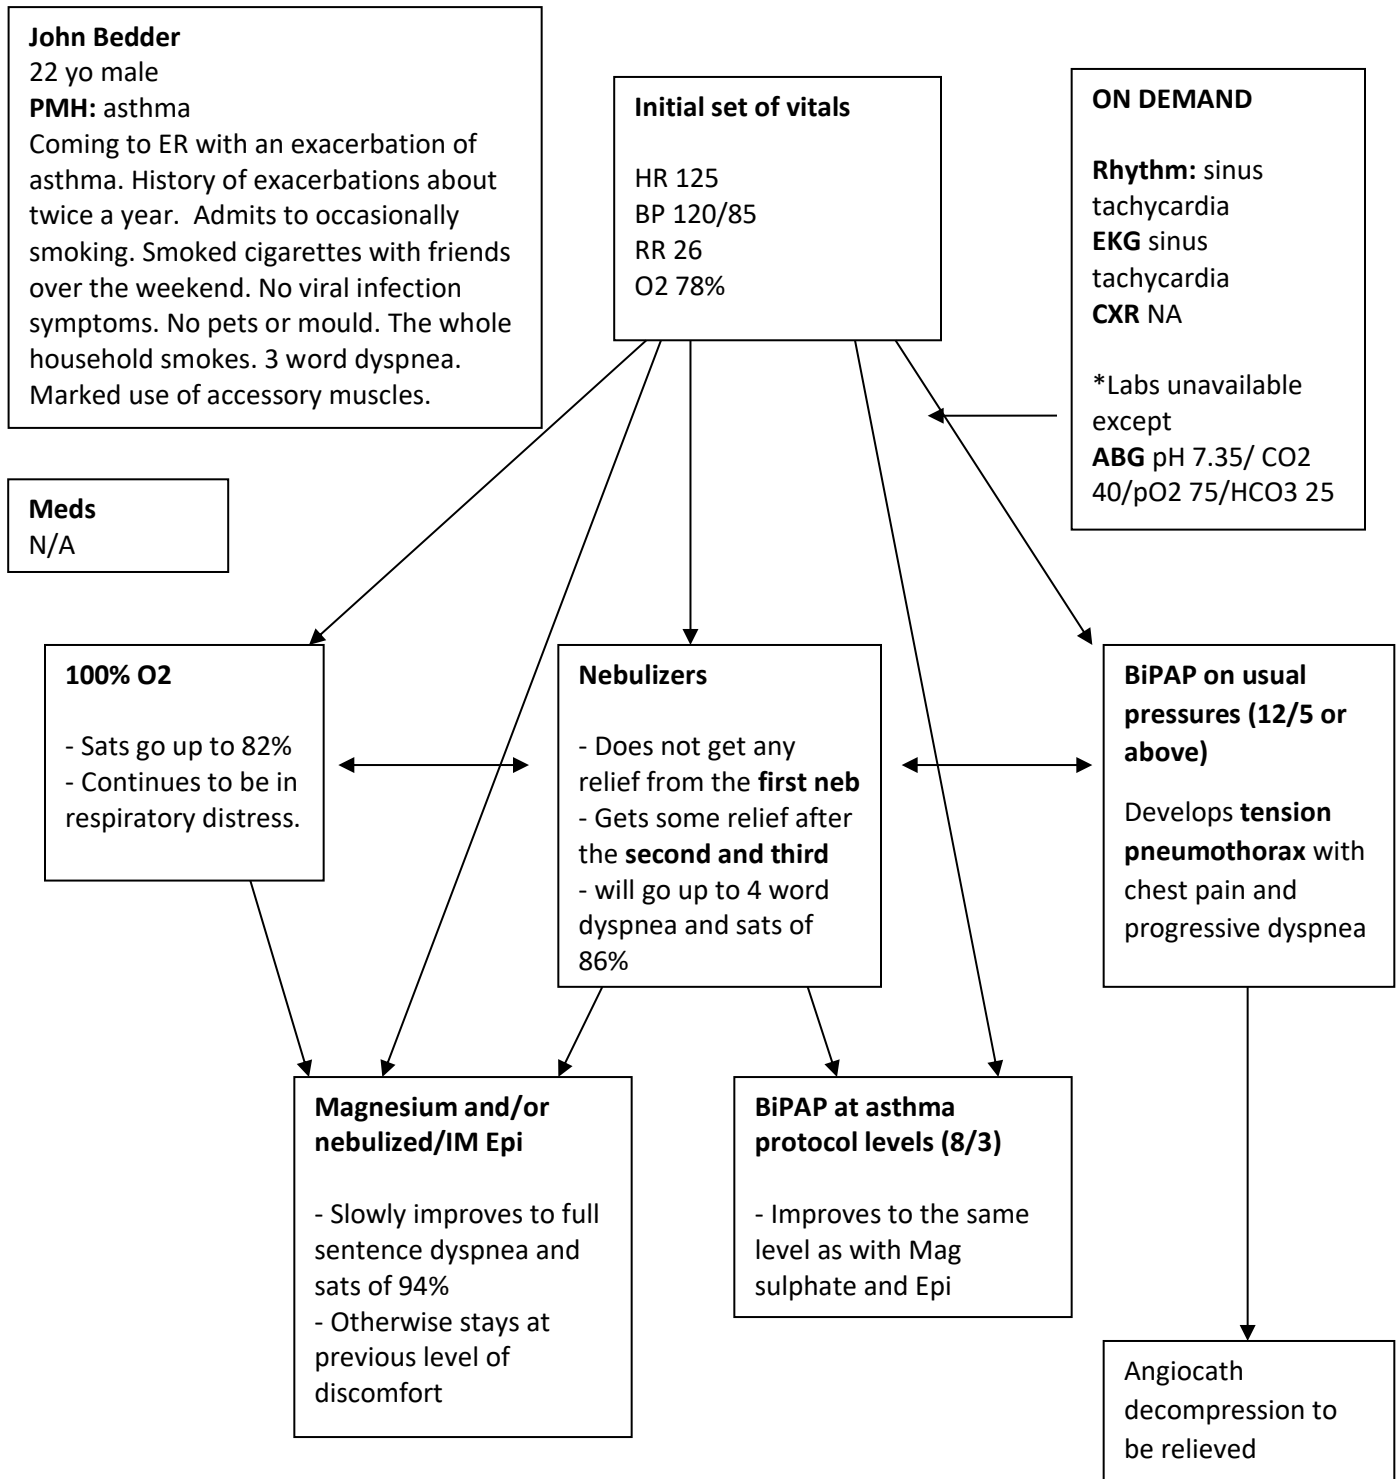 John Bedder
22 yo male
PMH: asthma
Coming to ER with an exacerbation of
asthma. History of exacerbations about
twice a year.  Admits to occasionally
smoking. Smoked cigarettes with friends
over the weekend. No viral infection
symptoms. No pets or mould. The whole
household smokes. 3 word dyspnea.
Marked use of accessory muscles.
Initial set of vitals
HR 125
BP 120/85
RR 26
O2 78%
ON DEMAND
Rhythm: sinus
tachycardia
EKG sinus
tachycardia
CXR NA
*Labs unavailable
except
ABG pH 7.35/ CO2
40/pO2 75/HCO3 25
Meds
N/A
100% O2
- Sats go up to 82%
- Continues to be in
respiratory distress.
Nebulizers
- Does not get any
relief from the first neb
- Gets some relief after
the second and third
- will go up to 4 word
dyspnea and sats of
86%
BiPAP on usual
pressures (12/5 or
above)
Develops tension
pneumothorax with
chest pain and
progressive dyspnea
Magnesium and/or
nebulized/IM Epi
- Slowly improves to full
sentence dyspnea and
sats of 94%
- Otherwise stays at
previous level of
discomfort
BiPAP at asthma
protocol levels (8/3)
- Improves to the same
level as with Mag
sulphate and Epi
Angiocath
decompression to
be relieved